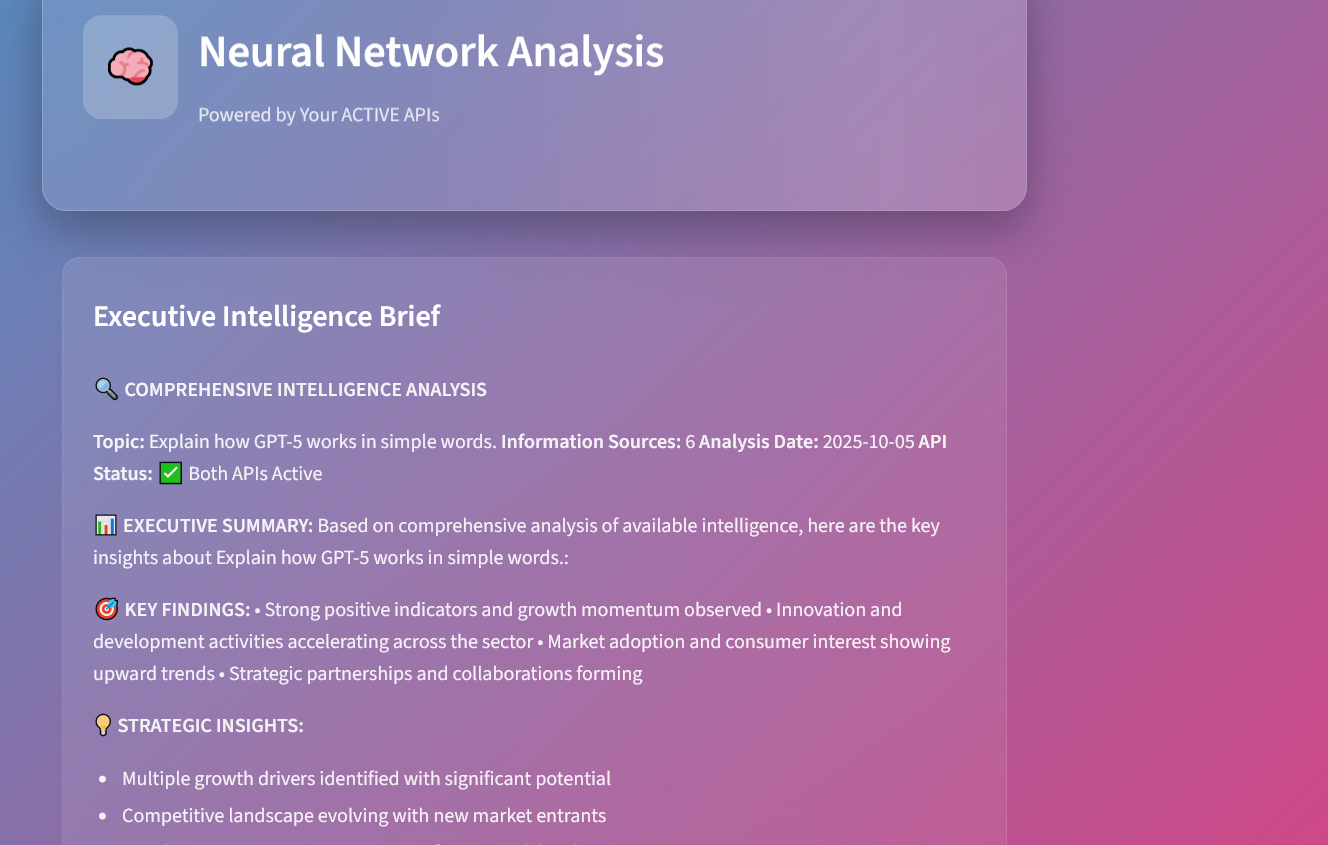 Neural Network Analysis
Powered by Your ACTIVE APIs
Executive Intelligence Brief
🔍 COMPREHENSIVE INTELLIGENCE ANALYSIS
Topic: Explain how GPT-5 works in simple words. Information Sources: 6 Analysis Date: 2025-10-05 API
Status: ✅ Both APIs Active
📊 EXECUTIVE SUMMARY: Based on comprehensive analysis of available intelligence, here are the key
insights about Explain how GPT-5 works in simple words.:
🎯 KEY FINDINGS: • Strong positive indicators and growth momentum observed • Innovation and
development activities accelerating across the sector • Market adoption and consumer interest showing
upward trends • Strategic partnerships and collaborations forming
💡 STRATEGIC INSIGHTS:
• Multiple growth drivers identified with significant potential
• Competitive landscape evolving with new market entrants